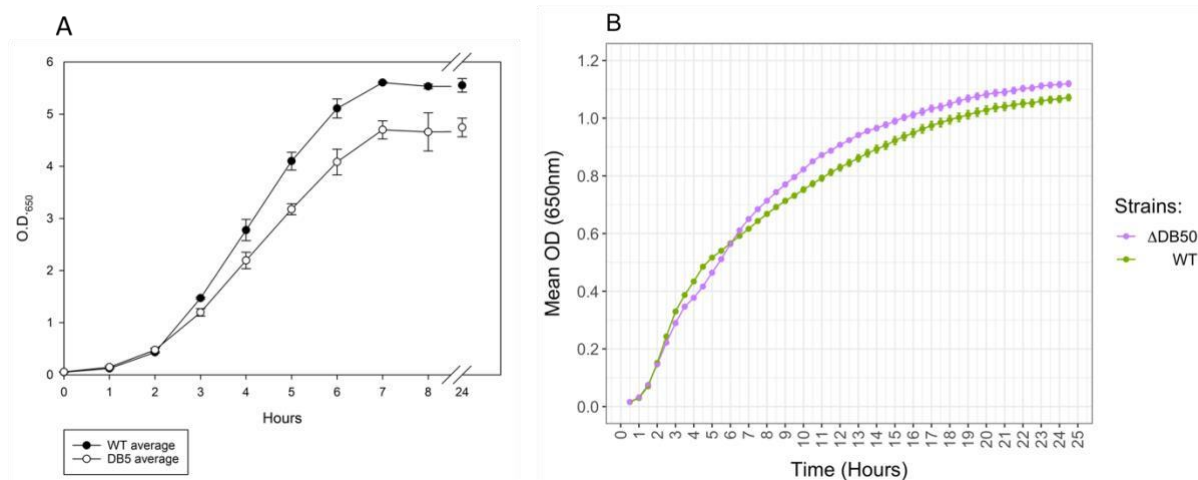 A
O.D.650
6
5
4
3
2
1
0
0 1 2 3 4 5 6 7 8 24
Hours
WT average
DB5 average
B
Mean OD (650nm)
1.2
1.0
0.8
0.6
0.4
0.2
0.0
0 1 2 3 4 5 6 7 8 9 10 11 12 13 14 15 16 17 18 19 20 21 22 23 24 25
Time (Hours)
Strains:
ΔDB50
WT